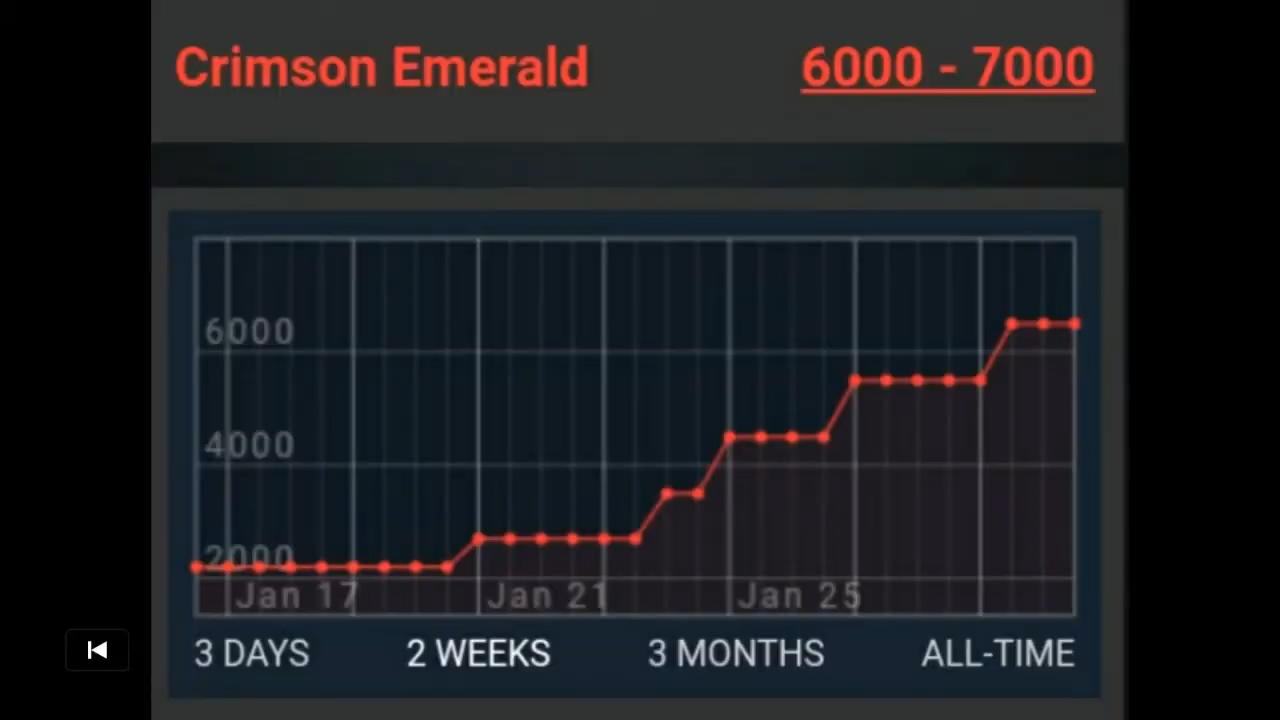 Crimson Emerald 6000 - 7000
6000
4000
2000
Jan 17 Jan 21 Jan 25
3 DAYS 2 WEEKS 3 MONTHS ALL-TIME